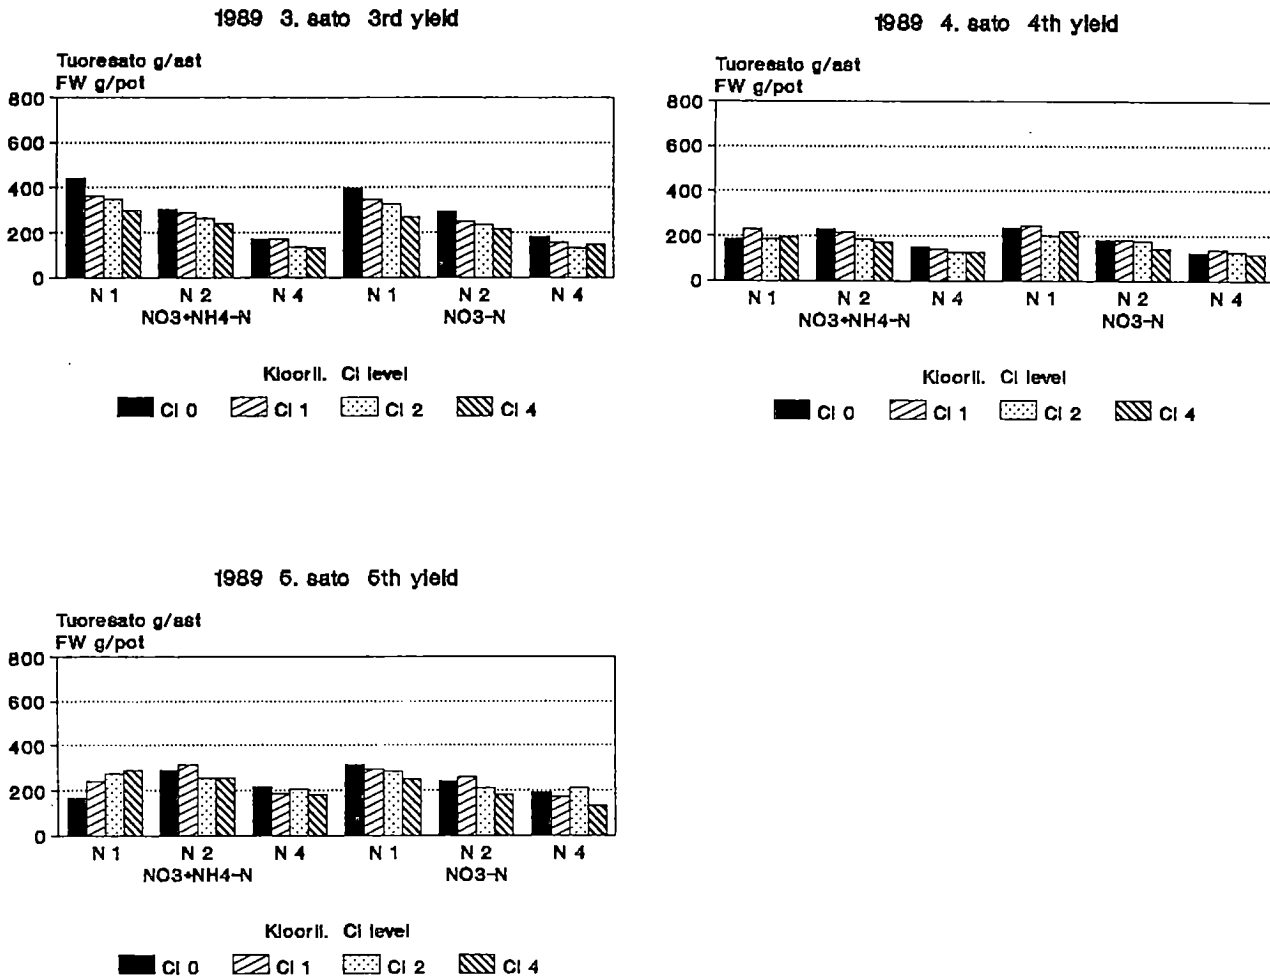 1989 3. sato 3rd yield
Tuoresato g/ast
FW g/pot
800
600
400
200
0
N 1 N 2 N 4 N 1 N 2 N 4
NO3+NH4-N NO3-N
Kloorit. Cl level
Cl 0 Cl 1 Cl 2 Cl 4
1989 4. sato 4th yield
Tuoresato g/ast
FW g/pot
800
600
400
200
0
N 1 N 2 N 4 N 1 N 2 N 4
NO3+NH4-N NO3-N
Kloorit. Cl level
Cl 0 Cl 1 Cl 2 Cl 4
1989 5. sato 5th yield
Tuoresato g/ast
FW g/pot
800
600
400
200
0
N 1 N 2 N 4 N 1 N 2 N 4
NO3+NH4-N NO3-N
Kloorit. Cl level
Cl 0 Cl 1 Cl 2 Cl 4